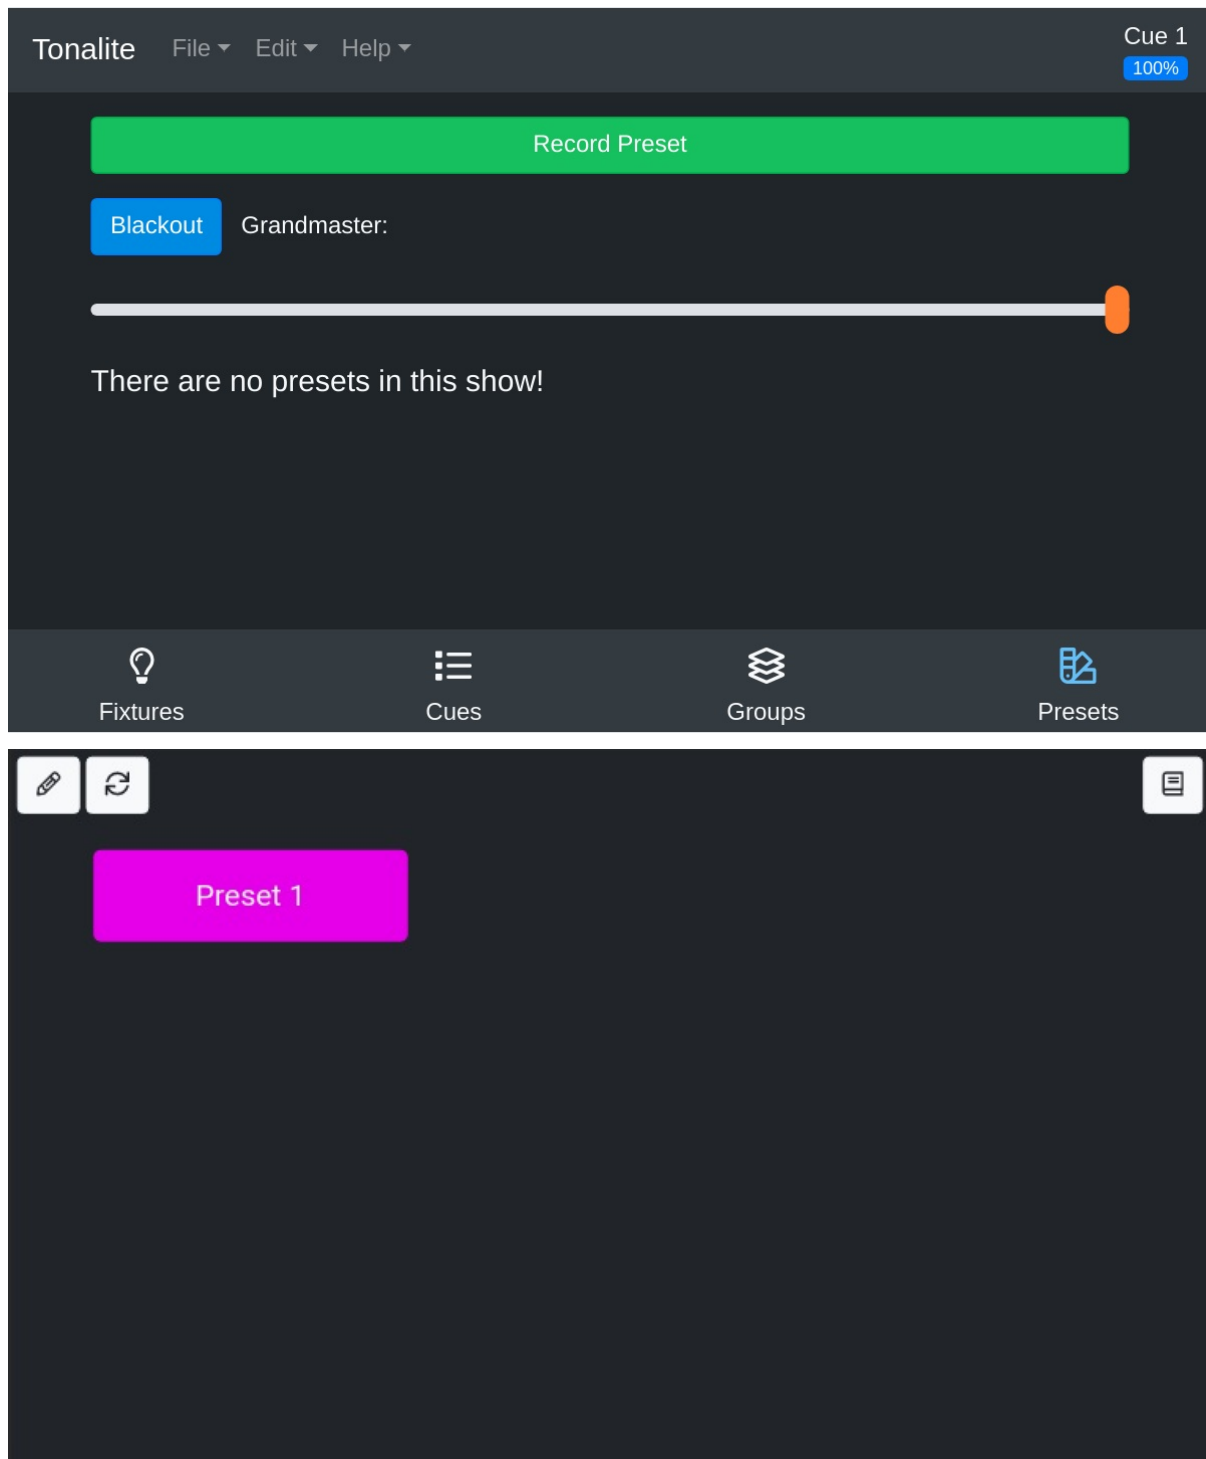 Tonalite File Edit Help Cue 1
100%
Record Preset
Blackout Grandmaster:
There are no presets in this show!
Fixtures Cues Groups Presets
Preset 1